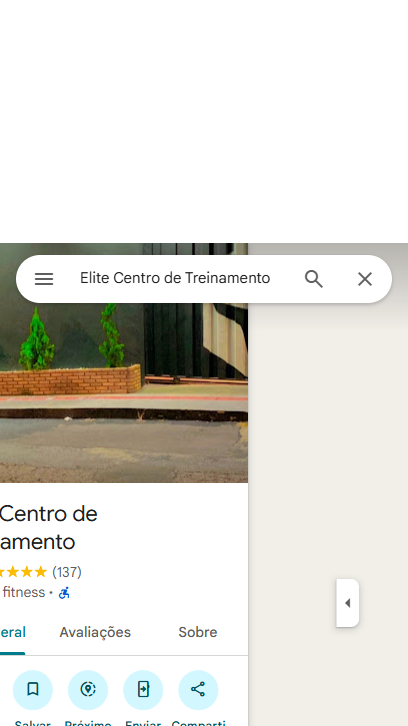 Elite Centro de Treinamento
Centro de
amento
(137)
fitness •
eral Avaliações Sobre
Salvar Próximo Enviar Comparti